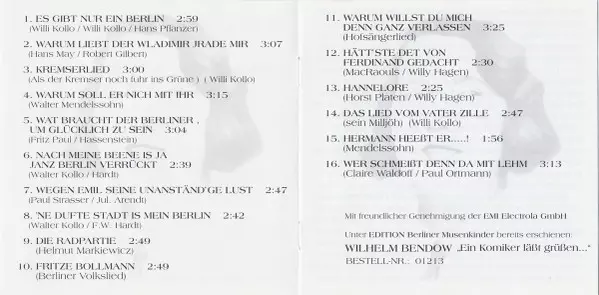 1. ES GIBT NUR EIN BERLIN 2:59
(Willi Kollo / Willi Kollo / Hans Pflanzer)
2. WARUM LIEBT DER WLADIMIR JRADE MIR 3:07
(Hans May / Robert Gilbert)
3. KREMSERLIED 3:00
(Als der Kremser noch fuhr ins Grüne ) ( Willi Kollo)
4. WARUM SOLL ER NICH MIT IHR 3:15
(Walter Mendelssohn)
5. WAT BRAUCHT DER BERLINER ,
UM GLÜCKLICH ZU SEIN 3:04
(Fritz Paul / Hassenstein)
6. NACH MEINE BEENE IS JA
JANZ BERLIN VERRÜCKT 2:39
(Walter Kollo / Hardt)
7. WEGEN EMIL SEINE UNANSTÄND'GE LUST 2:47
(Paul Strasser / Jul. Arendt)
8. 'NE DUFTE STADT IS MEIN BERLIN 2:42
(Walter Kollo / F.W. Hardt)
9. DIE RADPARTIE 2:49
(Helmut Markiewicz)
10. FRITZE BOLLMANN 2:49
(Berliner Volkslied)
11. WARUM WILLST DU MICH
DENN GANZ VERLASSEN 3:25
(Hofsängerlied)
12. HÄTT'STE DET VON
FERDINAND GEDACHT 2:30
(MacRaouls / Willy Hagen)
13. HANNELORE 2:25
(Horst Platen / Willy Hagen)
14. DAS LIED VOM VATER ZILLE 2:47
(sein Milljöh) (Willi Kollo)
15. HERMANN HEEßT ER.....! 1:56
(Mendelssohn)
16. WER SCHMEIßT DENN DA MIT LEHM 3:13
(Claire Waldoff / Paul Ortmann)
Mit freundlicher Genehmigung der EMI Electrola GmbH
Unter EDITION Berliner Musenkinder bereits erschienen:
WILHELM BENDOW „Ein Komiker läßt grüßen..."
BESTELL-NR.: 01213